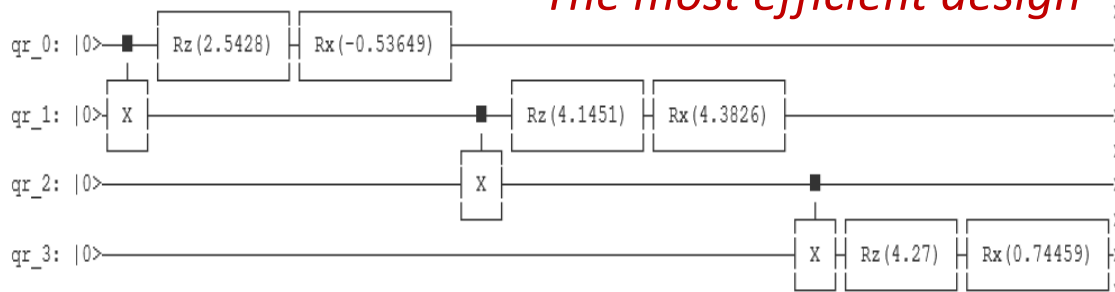 The most efficient design
qr_0: |0> Rz(2.5428) Rx(-0.53649)
qr_1: |0> X Rz(4.1451) Rx(4.3826)
qr_2: |0> X
qr_3: |0> X Rz(4.27) Rx(0.74459)